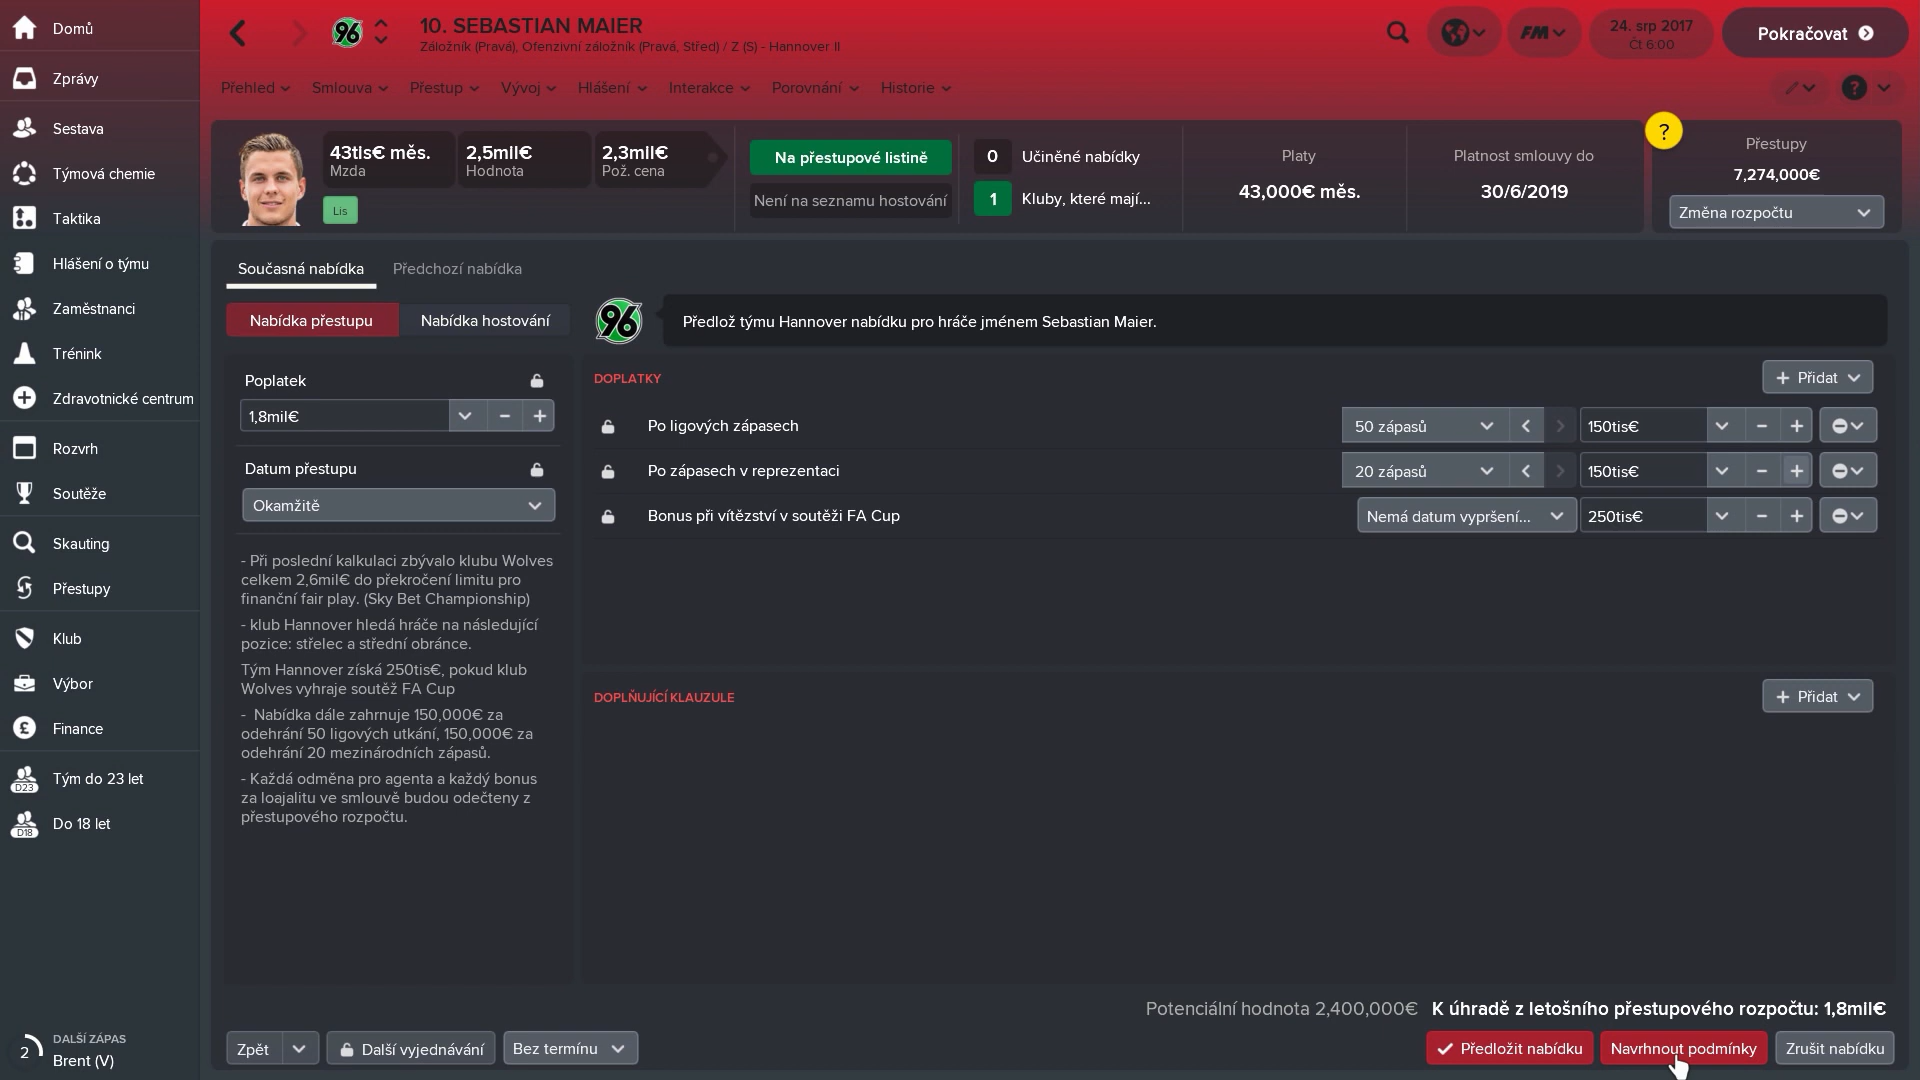 Domů
Zprávy
Sestava
Týmová chemie
Taktika
Hlášení o týmu
Zaměstnanci
Trénink
Zdravotnické centrum
Rozvrh
Soutěže
Skauting
Přestupy
Klub
Výbor
Finance
D23 Tým do 23 let
D18 Do 18 let
2 DALŠÍ ZÁPAS
Brent (V)
96
10. SEBASTIAN MAIER
Záložník (Pravá), Ofenzivní záložník (Pravá, Střed) / Z (S) - Hannover II
FM
24. srp 2017
Čt 6:00
Pokračovat
Přehled Smlouva Přestup Vývoj Hlášení Interakce Porovnání Historie ?
43tis€ měs.
Mzda
2,5mil€
Hodnota
2,3mil€
Pož. cena
Lis
Na přestupové listině
Není na seznamu hostování
0 Učiněné nabídky
1 Kluby, které mají...
Platy
43,000€ měs.
Platnost smlouvy do
30/6/2019
?
Přestupy
7,274,000€
Změna rozpočtu
Současná nabídka Předchozí nabídka
Nabídka přestupu Nabídka hostování
96 Předlož týmu Hannover nabídku pro hráče jménem Sebastian Maier.
Poplatek
1,8mil€ - +
Datum přestupu
Okamžitě
- Při poslední kalkulaci zbývalo klubu Wolves
celkem 2,6mil€ do překročení limitu pro
finanční fair play. (Sky Bet Championship)
- klub Hannover hledá hráče na následující
pozice: střelec a střední obránce.
Tým Hannover získá 250tis€, pokud klub
Wolves vyhraje soutěž FA Cup
- Nabídka dále zahrnuje 150,000€ za
odehrání 50 ligových utkání, 150,000€ za
odehrání 20 mezinárodních zápasů.
- Každá odměna pro agenta a každý bonus
za loajalitu ve smlouvě budou odečteny z
přestupového rozpočtu.
DOPLATKY + Přidat
Po ligových zápasech 50 zápasů 150tis€ - +
Po zápasech v reprezentaci 20 zápasů 150tis€ - +
Bonus při vítězství v soutěži FA Cup Nemá datum vypršení... 250tis€ - +
DOPLŇUJÍCÍ KLAUZULE + Přidat
Potenciální hodnota 2,400,000€ K úhradě z letošního přestupového rozpočtu: 1,8mil€
Zpět Další vyjednávání Bez termínu Předložit nabídku Navrhnout podmínky Zrušit nabídku